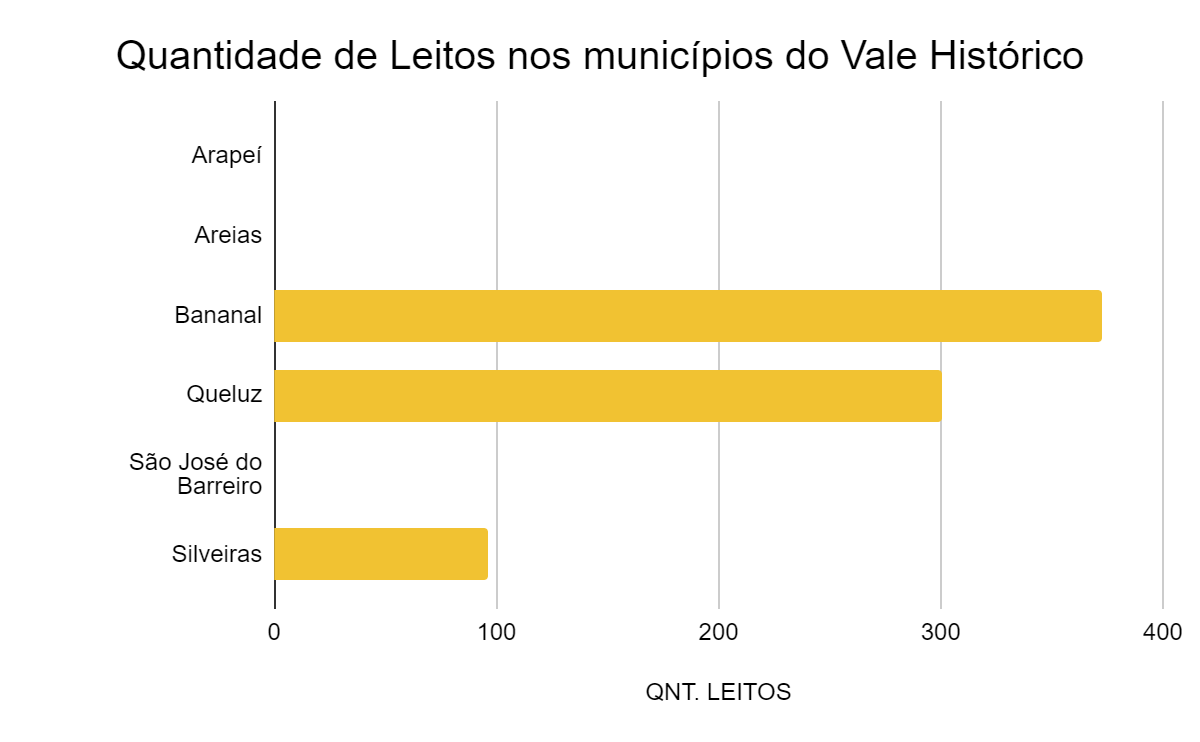 Quantidade de Leitos nos municípios do Vale Histórico
Arapeí
Areias
Bananal
Queluz
São José do
Barreiro
Silveiras
0 100 200 300 400
QNT. LEITOS